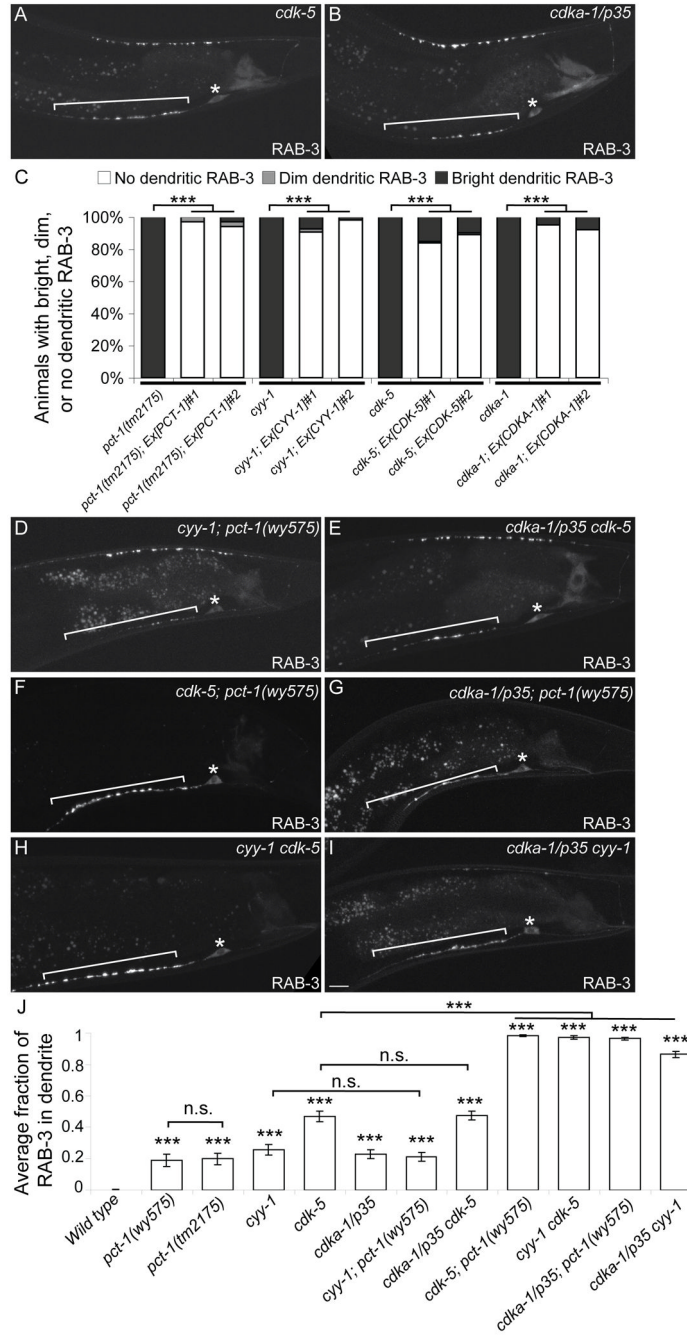 A cdk-5
* RAB-3
B cdka-1/p35
* RAB-3
C No dendritic RAB-3 Dim dendritic RAB-3 Bright dendritic RAB-3
*** *** *** ***
Animals with bright, dim,
or no dendritic RAB-3
100%
80%
60%
40%
20%
0%
pct-1(tm2175)
pct-1(tm2175); Ex[PCT-1]#1
pct-1(tm2175); Ex[PCT-1]#2
cyy-1
cyy-1; Ex[CYY-1]#1
cyy-1; Ex[CYY-1]#2
cdk-5
cdk-5; Ex[CDK-5]#1
cdk-5; Ex[CDK-5]#2
cdka-1
cdka-1; Ex[CDKA-1]#1
cdka-1; Ex[CDKA-1]#2
D cyy-1; pct-1(wy575)
* RAB-3
E cdka-1/p35 cdk-5
* RAB-3
F cdk-5; pct-1(wy575)
* RAB-3
G cdka-1/p35; pct-1(wy575)
* RAB-3
H cyy-1 cdk-5
* RAB-3
I cdka-1/p35 cyy-1
* RAB-3
J
Average fraction of
RAB-3 in dendrite
1
0.8
0.6
0.4
0.2
0
***
n.s.
n.s.
n.s.
*** *** *** *** *** *** *** *** *** *** ***
Wild type
pct-1(wy575)
pct-1(tm2175)
cyy-1
cdk-5
cdka-1/p35
cyy-1; pct-1(wy575)
cdka-1/p35 cdk-5
cdk-5; pct-1(wy575)
cyy-1 cdk-5
cdka-1/p35; pct-1(wy575)
cdka-1/p35 cyy-1